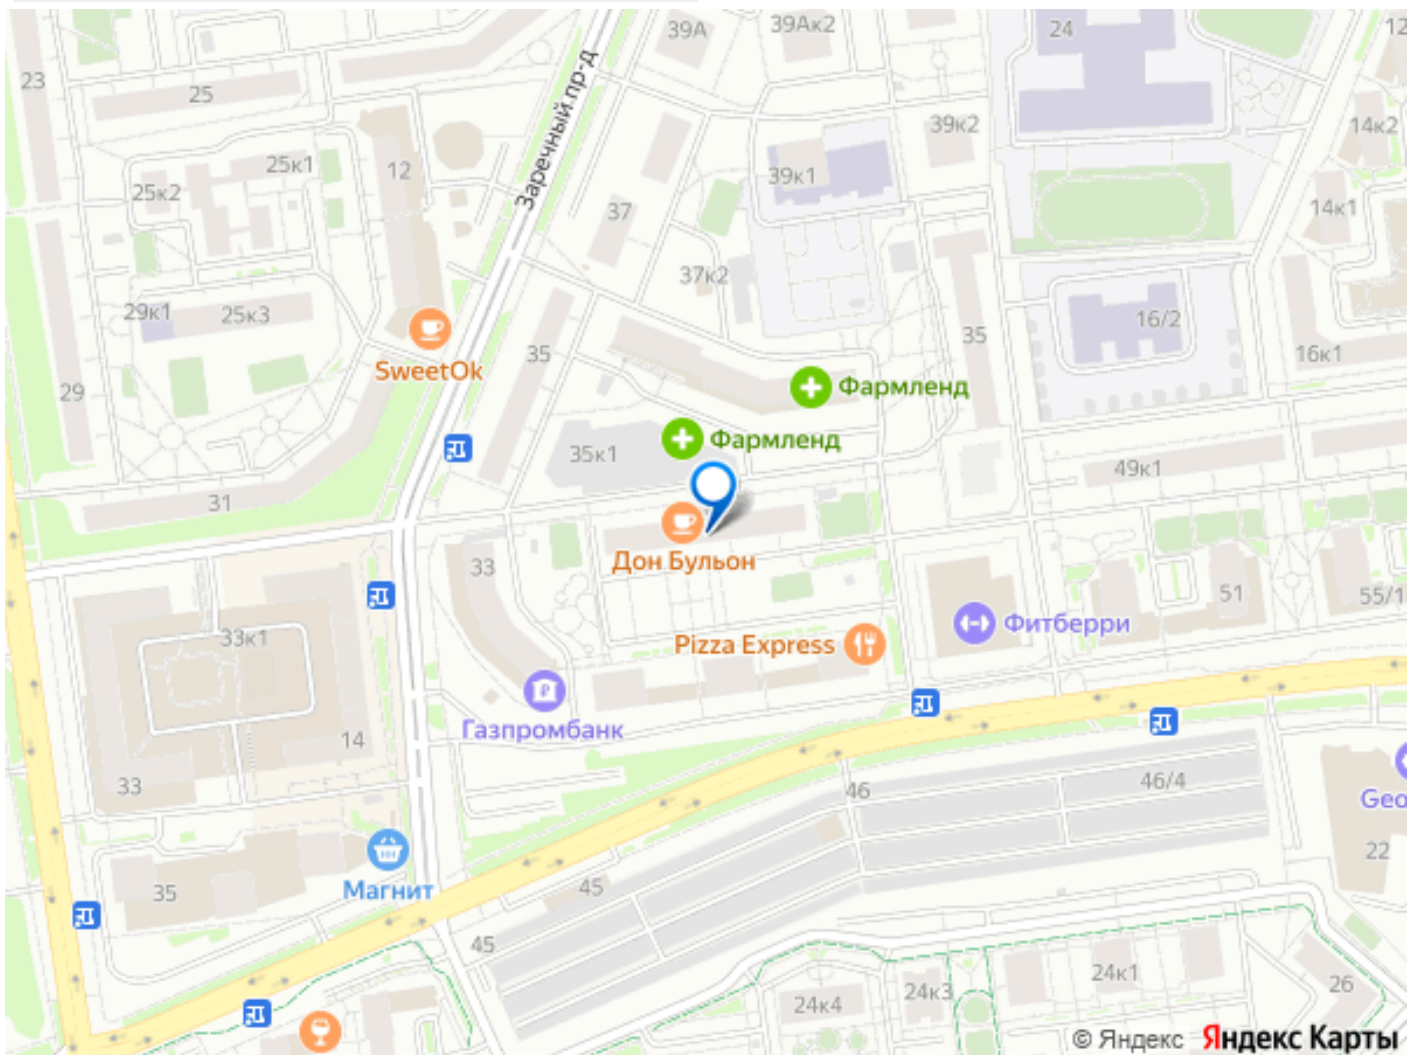 39А
39Ак2
24
12
23
25
Заречный пр-д
14к2
39к2
25к1
12
25к2
39к1
37
14к1
37к2
29к1
25к3
16/2
35
35
16к1
SweetOk
29
Фармленд
Фармленд
35к1
49к1
31
Дон Бульон
33
51
55/1
33к1
Фитберри
Pizza Express
Газпромбанк
14
33
46
46/4
Geo
22
Магнит
35
45
45
24к1
26
24к3
24к4
© Яндекс Яндекс Карты